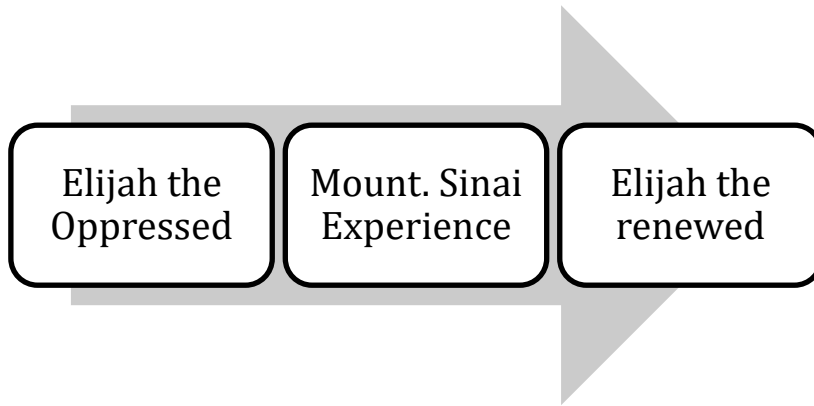 Elijah the
Oppressed
Mount. Sinai
Experience
Elijah the
renewed